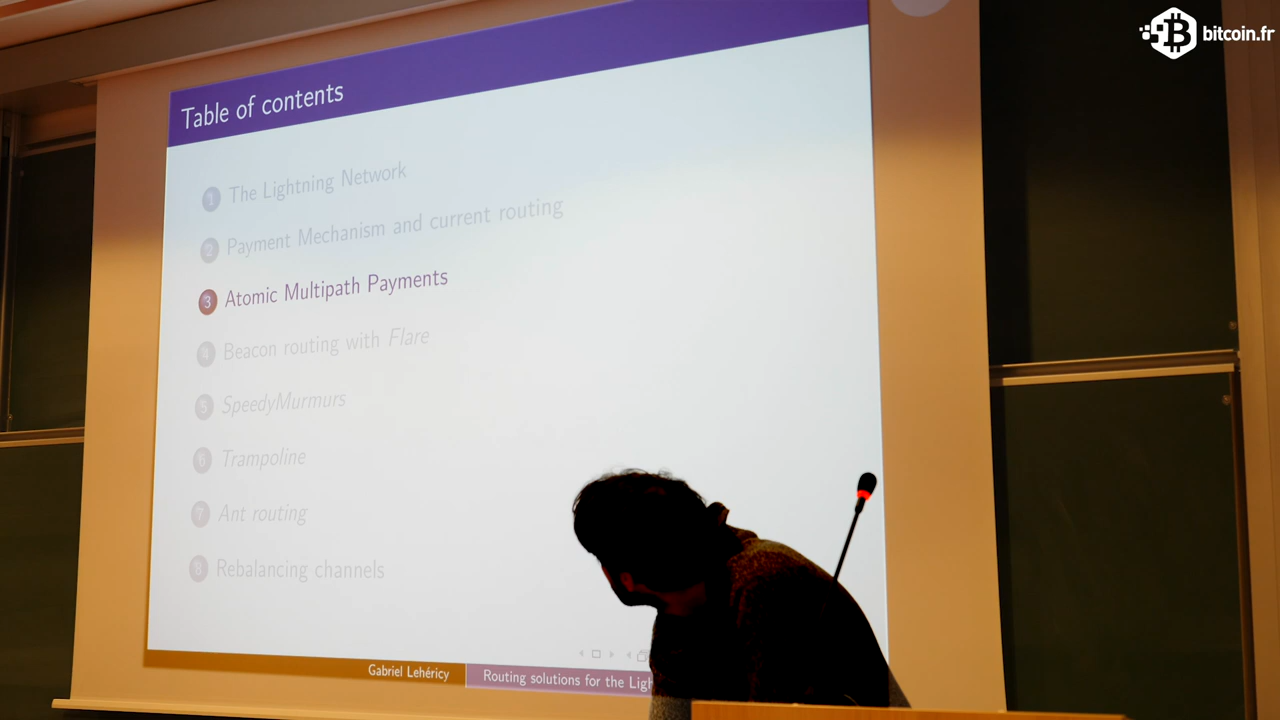 bitcoin.fr
Table of contents
1 The Lightning Network
2 Payment Mechanism and current routing
3 Atomic Multipath Payments
4 Beacon routing with Flare
5 SpeedyMurmurs
6 Trampoline
7 Ant routing
8 Rebalancing channels
Gabriel Lehéricy
Routing solutions for the Ligh